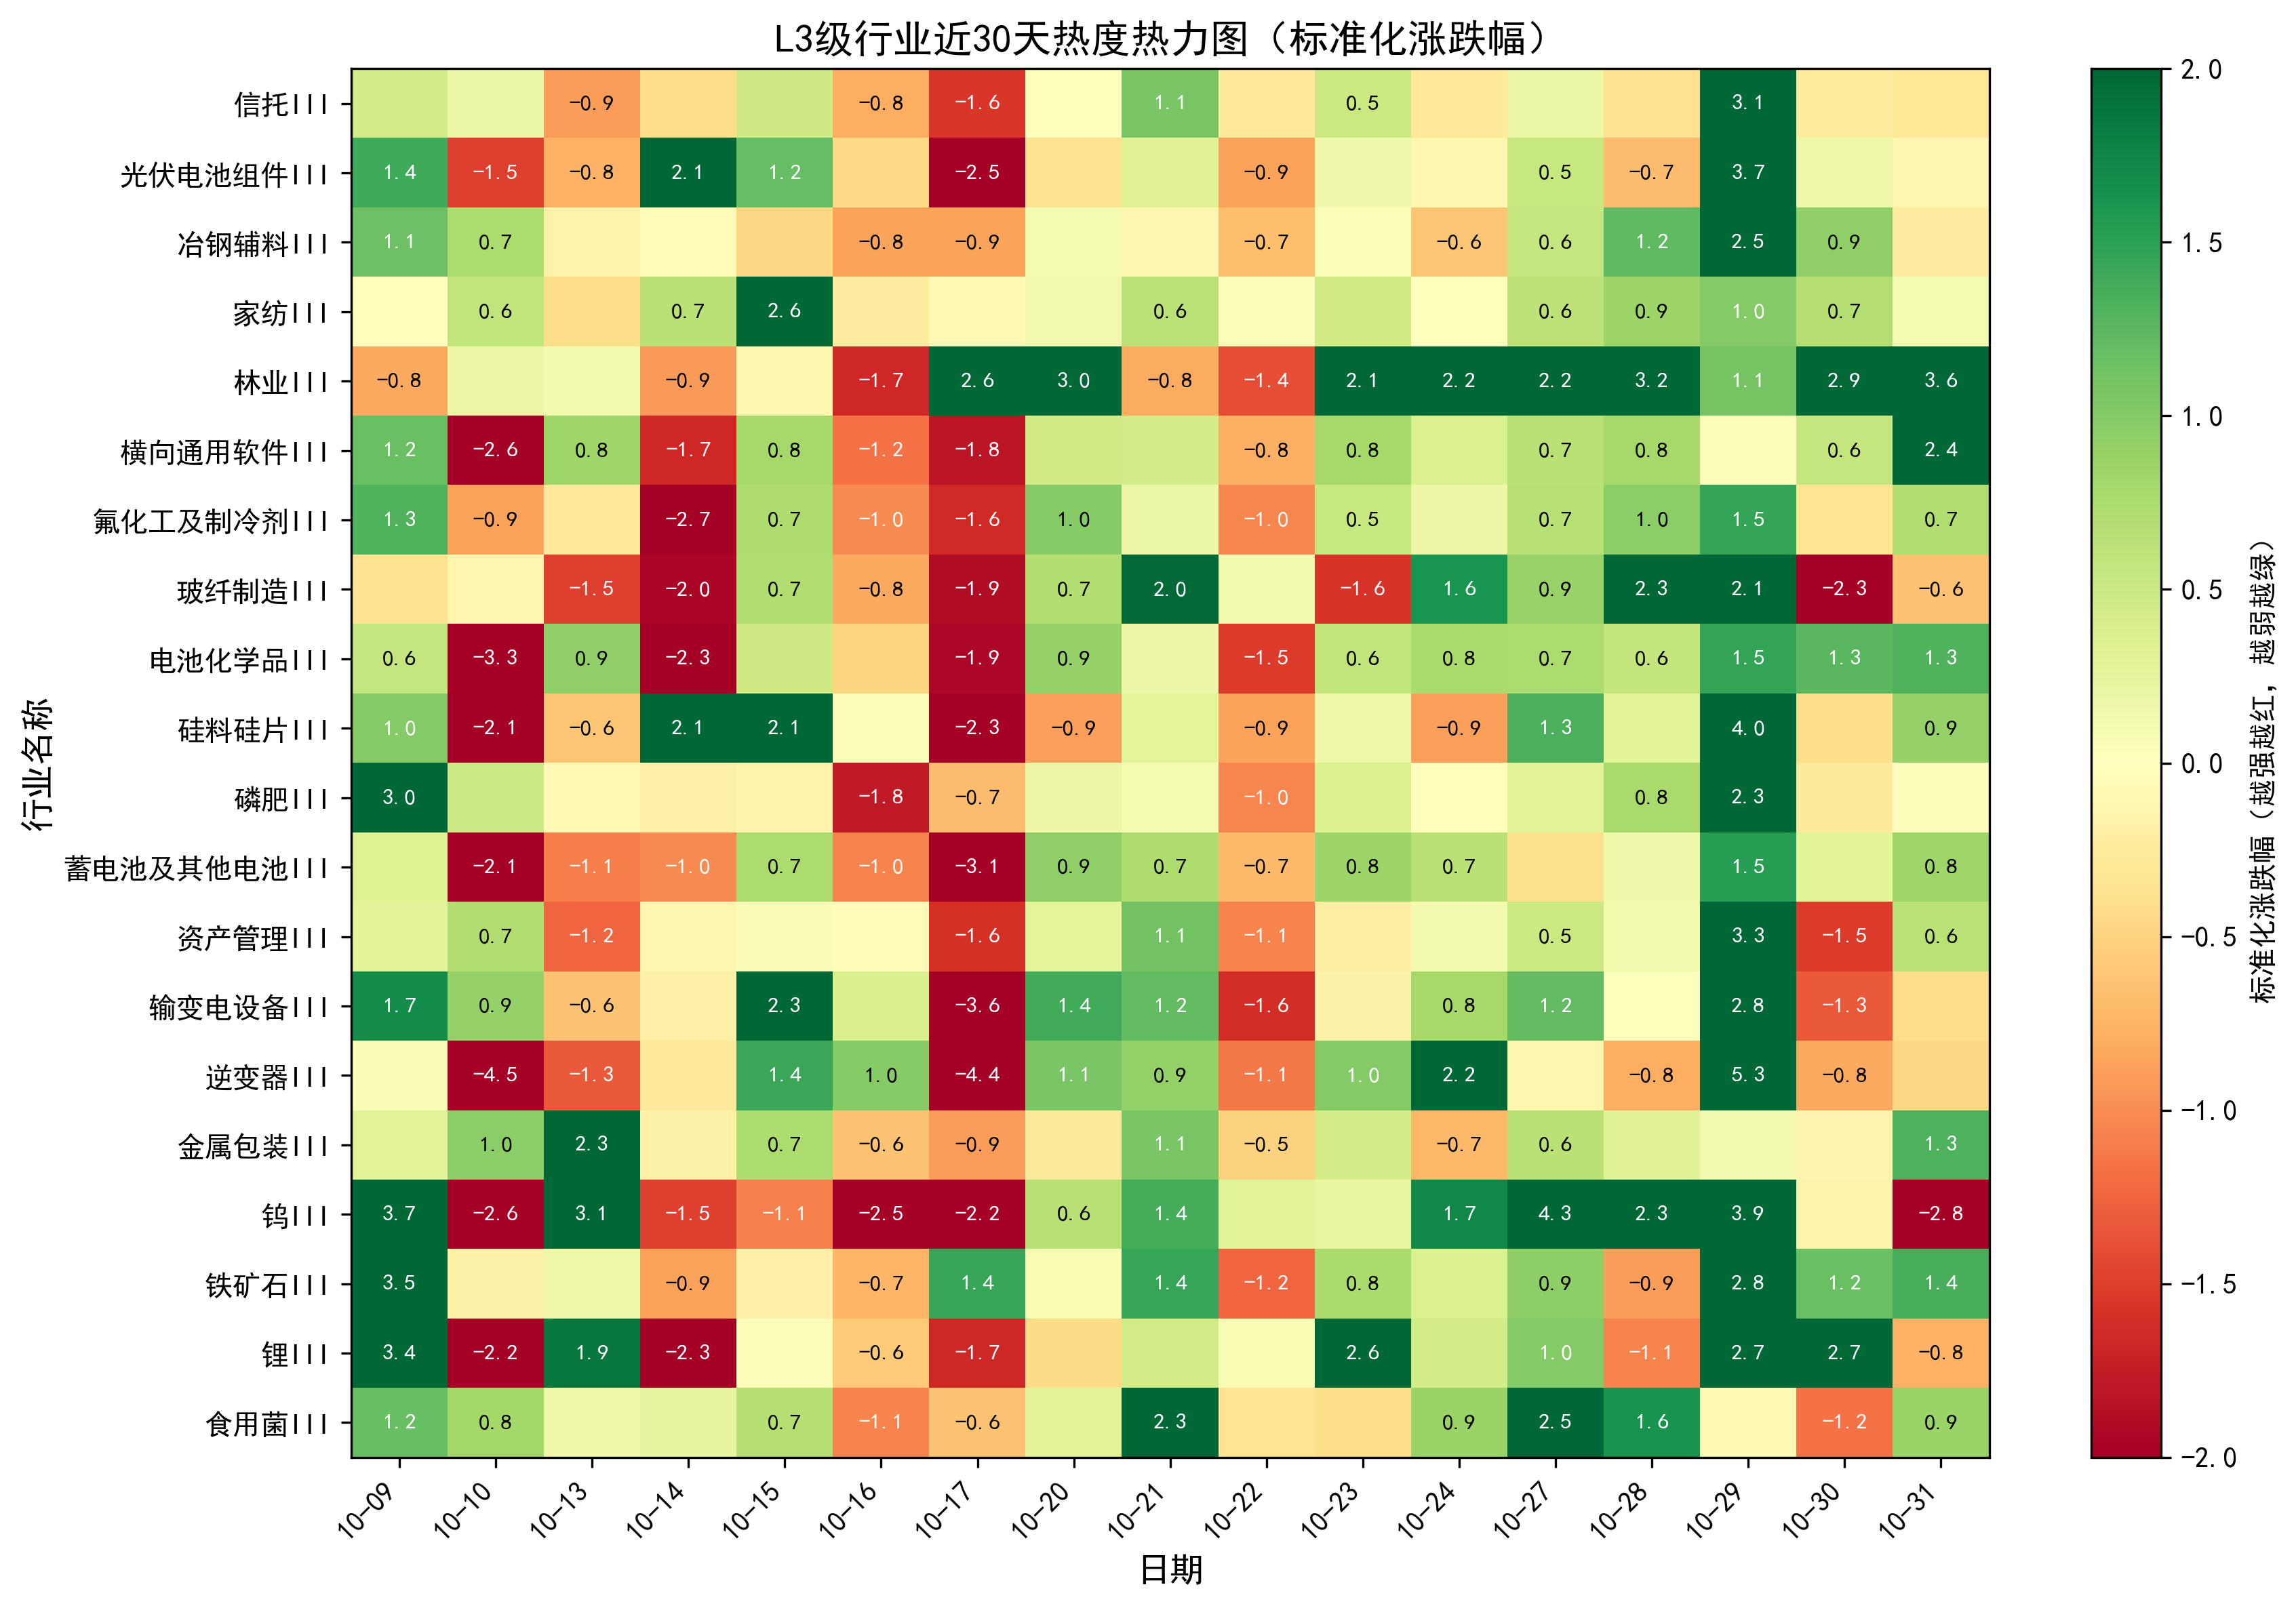 L3级行业近30天热度热力图（标准化涨跌幅）
行业名称
信托III -0.9 -0.8 -1.6 1.1 0.5 3.1
光伏电池组件III 1.4 -1.5 -0.8 2.1 1.2 -2.5 -0.9 0.5 -0.7 3.7
冶钢辅料III 1.1 0.7 -0.8 -0.9 -0.7 -0.6 0.6 1.2 2.5 0.9
家纺III 0.6 0.7 2.6 0.6 0.6 0.9 1.0 0.7
林业III -0.8 -0.9 -1.7 2.6 3.0 -0.8 -1.4 2.1 2.2 2.2 3.2 1.1 2.9 3.6
横向通用软件III 1.2 -2.6 0.8 -1.7 0.8 -1.2 -1.8 -0.8 0.8 0.7 0.8 0.6 2.4
氟化工及制冷剂III 1.3 -0.9 -2.7 0.7 -1.0 -1.6 1.0 -1.0 0.5 0.7 1.0 1.5 0.7
玻纤制造III -1.5 -2.0 0.7 -0.8 -1.9 0.7 2.0 -1.6 1.6 0.9 2.3 2.1 -2.3 -0.6
电池化学品III 0.6 -3.3 0.9 -2.3 -1.9 0.9 -1.5 0.6 0.8 0.7 0.6 1.5 1.3 1.3
硅料硅片III 1.0 -2.1 -0.6 2.1 2.1 -2.3 -0.9 -0.9 -0.9 1.3 4.0 0.9
磷肥III 3.0 -1.8 -0.7 -1.0 0.8 2.3
蓄电池及其他电池III -2.1 -1.1 -1.0 0.7 -1.0 -3.1 0.9 0.7 -0.7 0.8 0.7 1.5 0.8
资产管理III 0.7 -1.2 -1.6 1.1 -1.1 0.5 3.3 -1.5 0.6
输变电设备III 1.7 0.9 -0.6 2.3 -3.6 1.4 1.2 -1.6 0.8 1.2 2.8 -1.3
逆变器III -4.5 -1.3 1.4 1.0 -4.4 1.1 0.9 -1.1 1.0 2.2 -0.8 5.3 -0.8
金属包装III 1.0 2.3 0.7 -0.6 -0.9 1.1 -0.5 -0.7 0.6 1.3
钨III 3.7 -2.6 3.1 -1.5 -1.1 -2.5 -2.2 0.6 1.4 1.7 4.3 2.3 3.9 -2.8
铁矿石III 3.5 -0.9 -0.7 1.4 1.4 -1.2 0.8 0.9 -0.9 2.8 1.2 1.4
锂III 3.4 -2.2 1.9 -2.3 -0.6 -1.7 2.6 1.0 -1.1 2.7 2.7 -0.8
食用菌III 1.2 0.8 0.7 -1.1 -0.6 2.3 0.9 2.5 1.6 -1.2 0.9
10-09 10-10 10-13 10-14 10-15 10-16 10-17 10-20 10-21 10-22 10-23 10-24 10-27 10-28 10-29 10-30 10-31
日期
2.0
1.5
1.0
0.5
0.0
-0.5
-1.0
-1.5
-2.0
标准化涨跌幅（越强越红，越弱越绿）